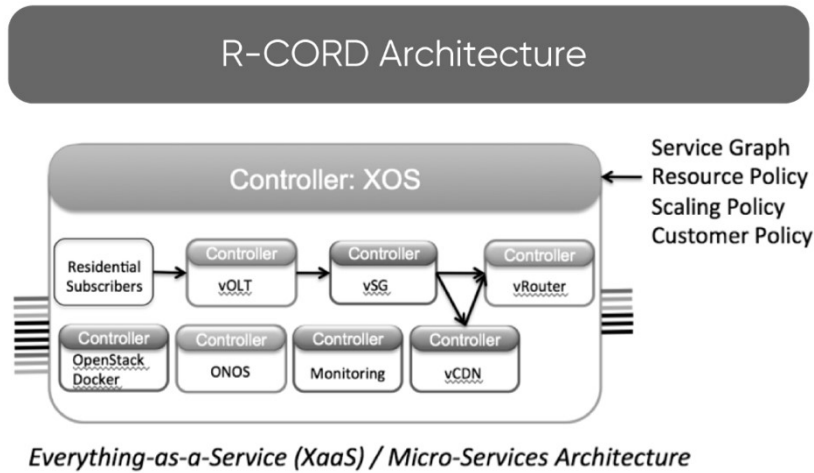 R-CORD Architecture
Controller: XOS
Service Graph
Resource Policy
Scaling Policy
Customer Policy
Residential
Subscribers
Controller
vOLT
Controller
vSG
Controller
vRouter
Controller
OpenStack
Docker
Controller
ONOS
Controller
Monitoring
Controller
vCDN
Everything-as-a-Service (XaaS) / Micro-Services Architecture